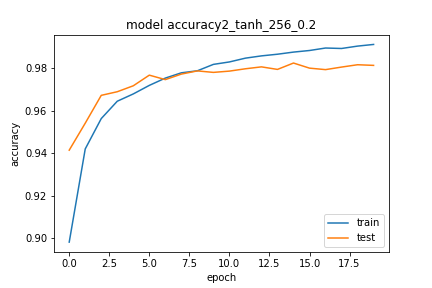 model accuracy2_tanh_256_0.2
accuracy
0.98
0.96
0.94
0.92
0.90
0.0 2.5 5.0 7.5 10.0 12.5 15.0 17.5
epoch
train
test